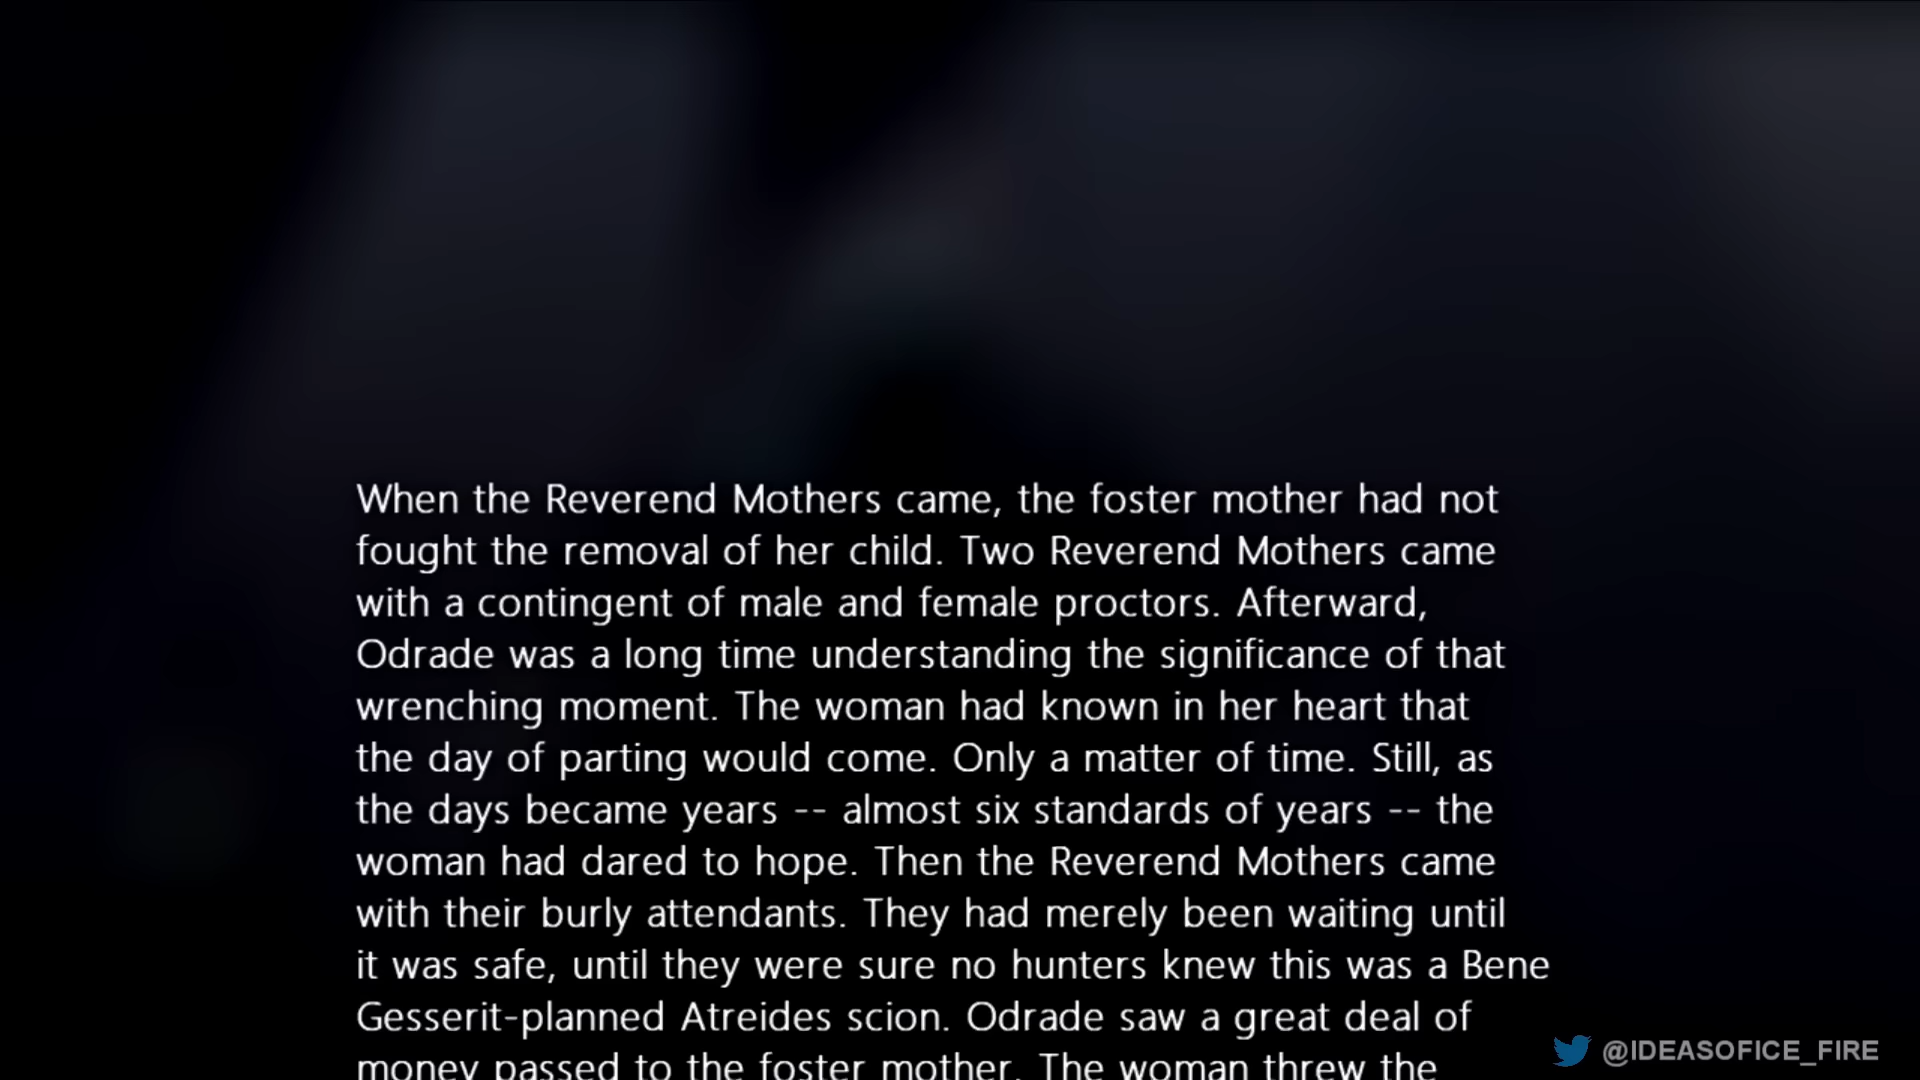 When the Reverend Mothers came, the foster mother had not
fought the removal of her child. Two Reverend Mothers came
with a contingent of male and female proctors. Afterward,
Odrade was a long time understanding the significance of that
wrenching moment. The woman had known in her heart that
the day of parting would come. Only a matter of time. Still, as
the days became years -- almost six standards of years -- the
woman had dared to hope. Then the Reverend Mothers came
with their burly attendants. They had merely been waiting until
it was safe, until they were sure no hunters knew this was a Bene
Gesserit-planned Atreides scion. Odrade saw a great deal of
money passed to the foster mother. The woman threw the
@IDEASOFICE_FIRE